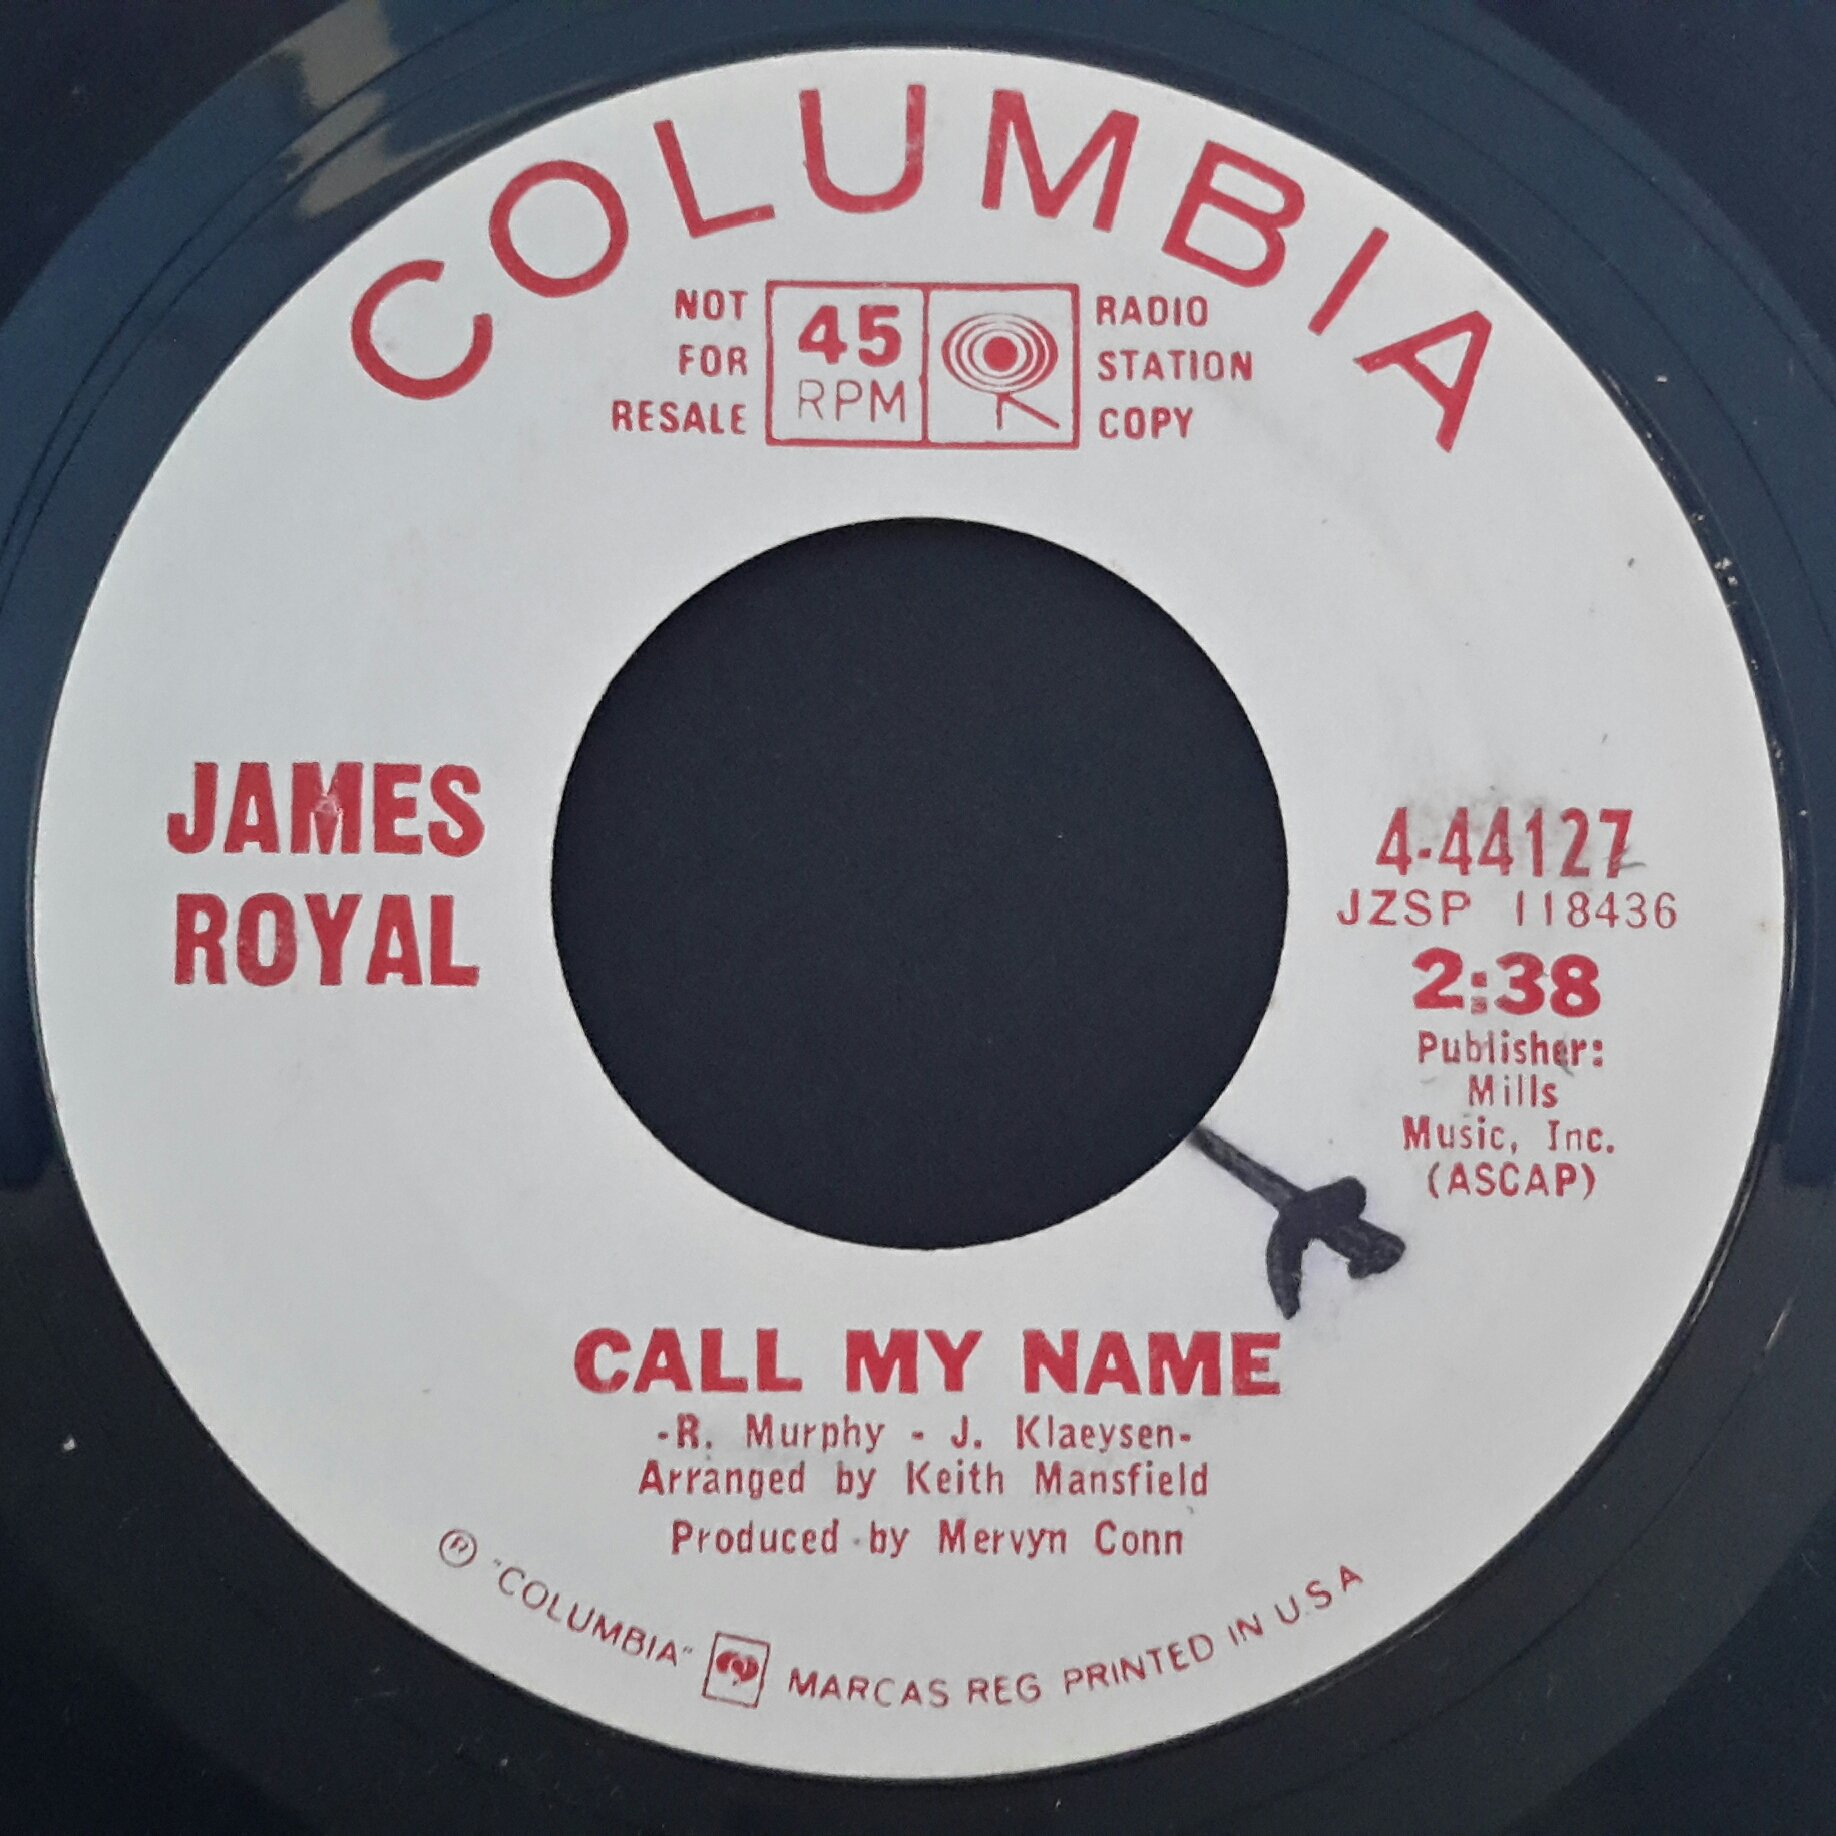 COLUMBIA
NOT
FOR
RESALE
45
RPM
RADIO
STATION
COPY
JAMES
ROYAL
4-44127
JZSP 118436
2:38
Publisher:
Mills
Music, Inc.
(ASCAP)
CALL MY NAME
-R. Murphy - J. Klaeysen-
Arranged by Keith Mansfield
Produced by Mervyn Conn
® "COLUMBIA" MARCAS REG PRINTED IN U.S.A